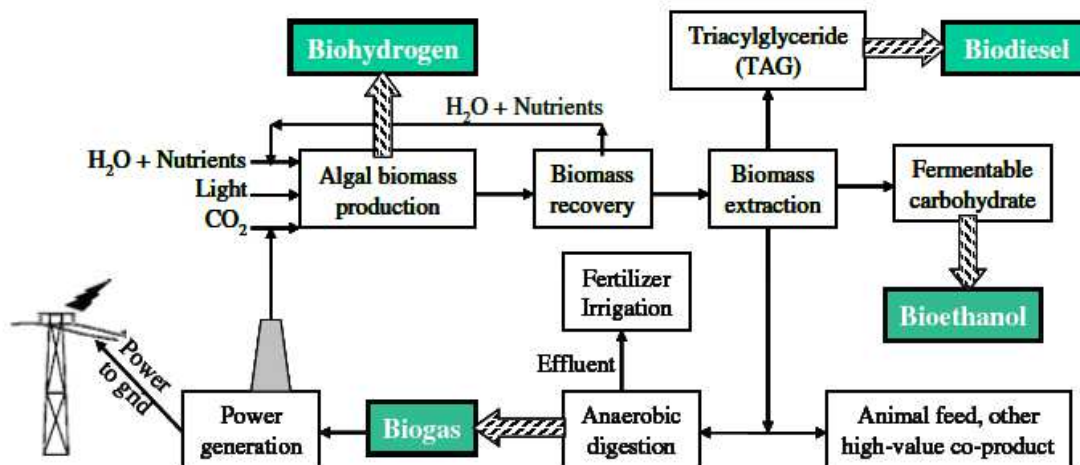 Biohydrogen
Triacylglyceride
(TAG)
Biodiesel
H₂O + Nutrients
H₂O + Nutrients
Light
CO₂
Algal biomass
production
Biomass
recovery
Biomass
extraction
Fermentable
carbohydrate
Fertilizer
Irrigation
Bioethanol
Power
to grid
Effluent
Power
generation
Biogas
Anaerobic
digestion
Animal feed, other
high-value co-product